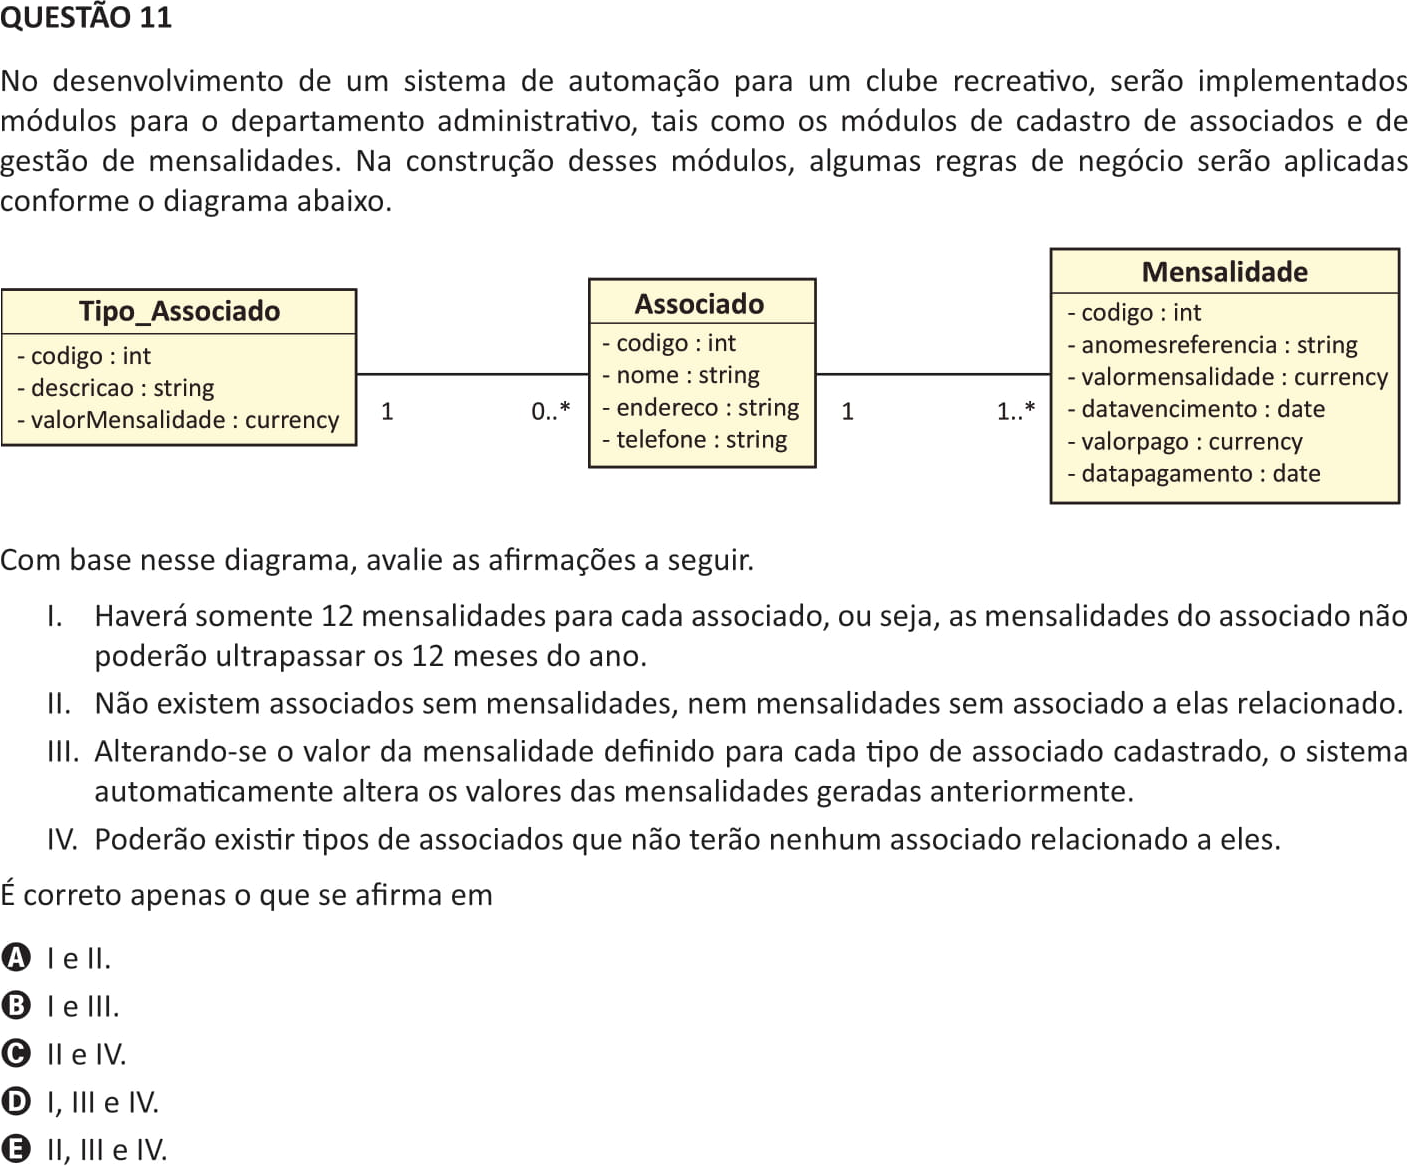 QUESTÃO 11
No desenvolvimento de um sistema de automação para um clube recreativo, serão implementados
módulos para o departamento administrativo, tais como os módulos de cadastro de associados e de
gestão de mensalidades. Na construção desses módulos, algumas regras de negócio serão aplicadas
conforme o diagrama abaixo.
Tipo_Associado
- codigo : int
- descricao : string
- valorMensalidade : currency
1
0..*
Associado
- codigo : int
- nome : string
- endereco : string
- telefone : string
1
1..*
Mensalidade
- codigo : int
- anomesreferencia : string
- valormensalidade : currency
- datavencimento : date
- valorpago : currency
- datapagamento : date
Com base nesse diagrama, avalie as afirmações a seguir.
I. Haverá somente 12 mensalidades para cada associado, ou seja, as mensalidades do associado não
poderão ultrapassar os 12 meses do ano.
II. Não existem associados sem mensalidades, nem mensalidades sem associado a elas relacionado.
III. Alterando-se o valor da mensalidade definido para cada tipo de associado cadastrado, o sistema
automaticamente altera os valores das mensalidades geradas anteriormente.
IV. Poderão existir tipos de associados que não terão nenhum associado relacionado a eles.
É correto apenas o que se afirma em
A I e II.
B I e III.
C II e IV.
D I, III e IV.
E II, III e IV.